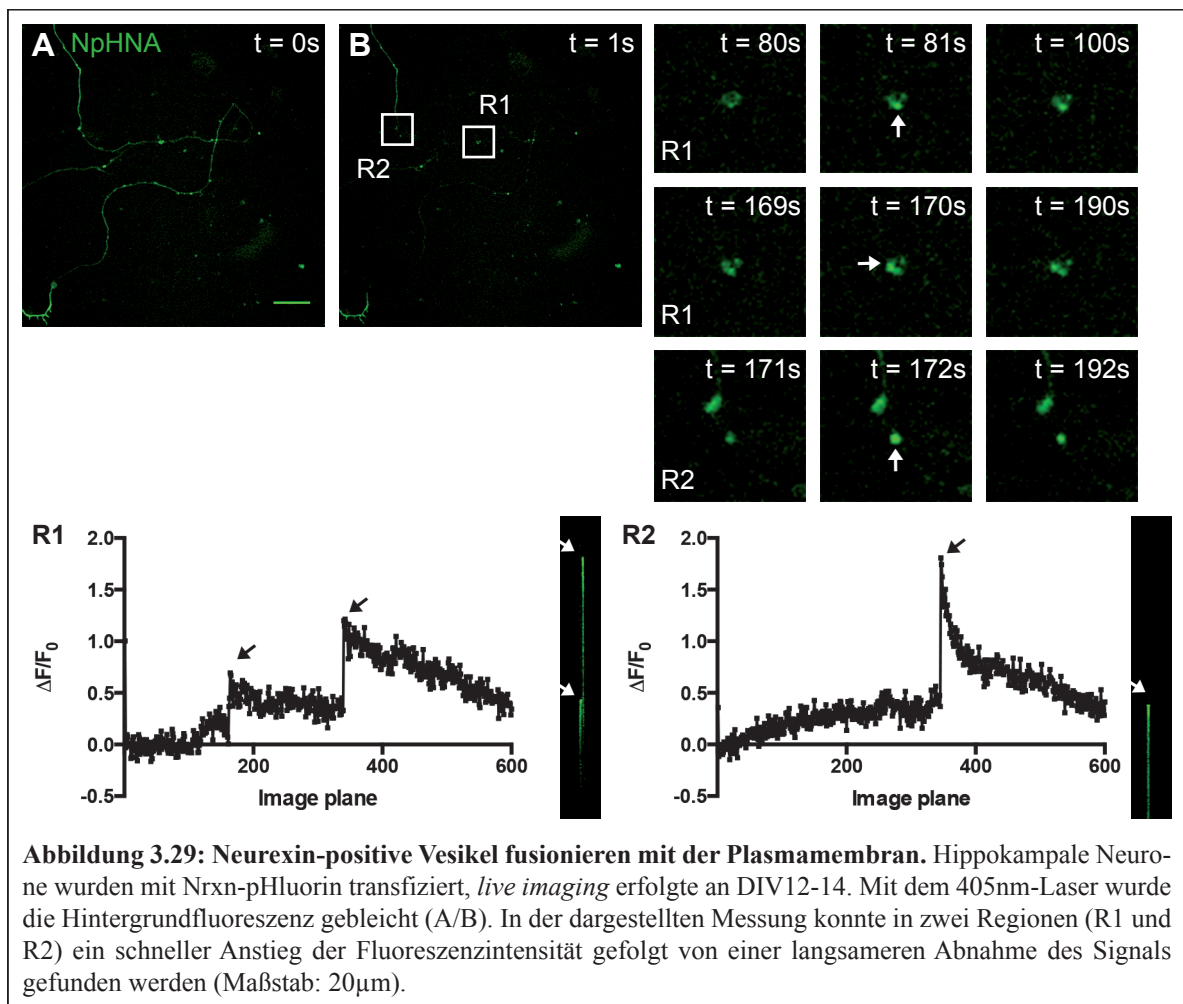 A NpHNA t = 0s
B t = 1s
R1
R2
t = 80s t = 81s t = 100s
R1
t = 169s t = 170s t = 190s
R1
t = 171s t = 172s t = 192s
R2
R1
2.0
1.5
1.0
0.5
0.0
-0.5
ΔF/F0
200 400 600
Image plane
R2
2.0
1.5
1.0
0.5
0.0
-0.5
ΔF/F0
200 400 600
Image plane
Abbildung 3.29: Neurexin-positive Vesikel fusionieren mit der Plasmamembran. Hippokampale Neuro-
ne wurden mit Nrxn-pHluorin transfiziert, live imaging erfolgte an DIV12-14. Mit dem 405nm-Laser wurde
die Hintergrundfluoreszenz gebleicht (A/B). In der dargestellten Messung konnte in zwei Regionen (R1 und
R2) ein schneller Anstieg der Fluoreszenzintensität gefolgt von einer langsameren Abnahme des Signals
gefunden werden (Maßstab: 20µm).